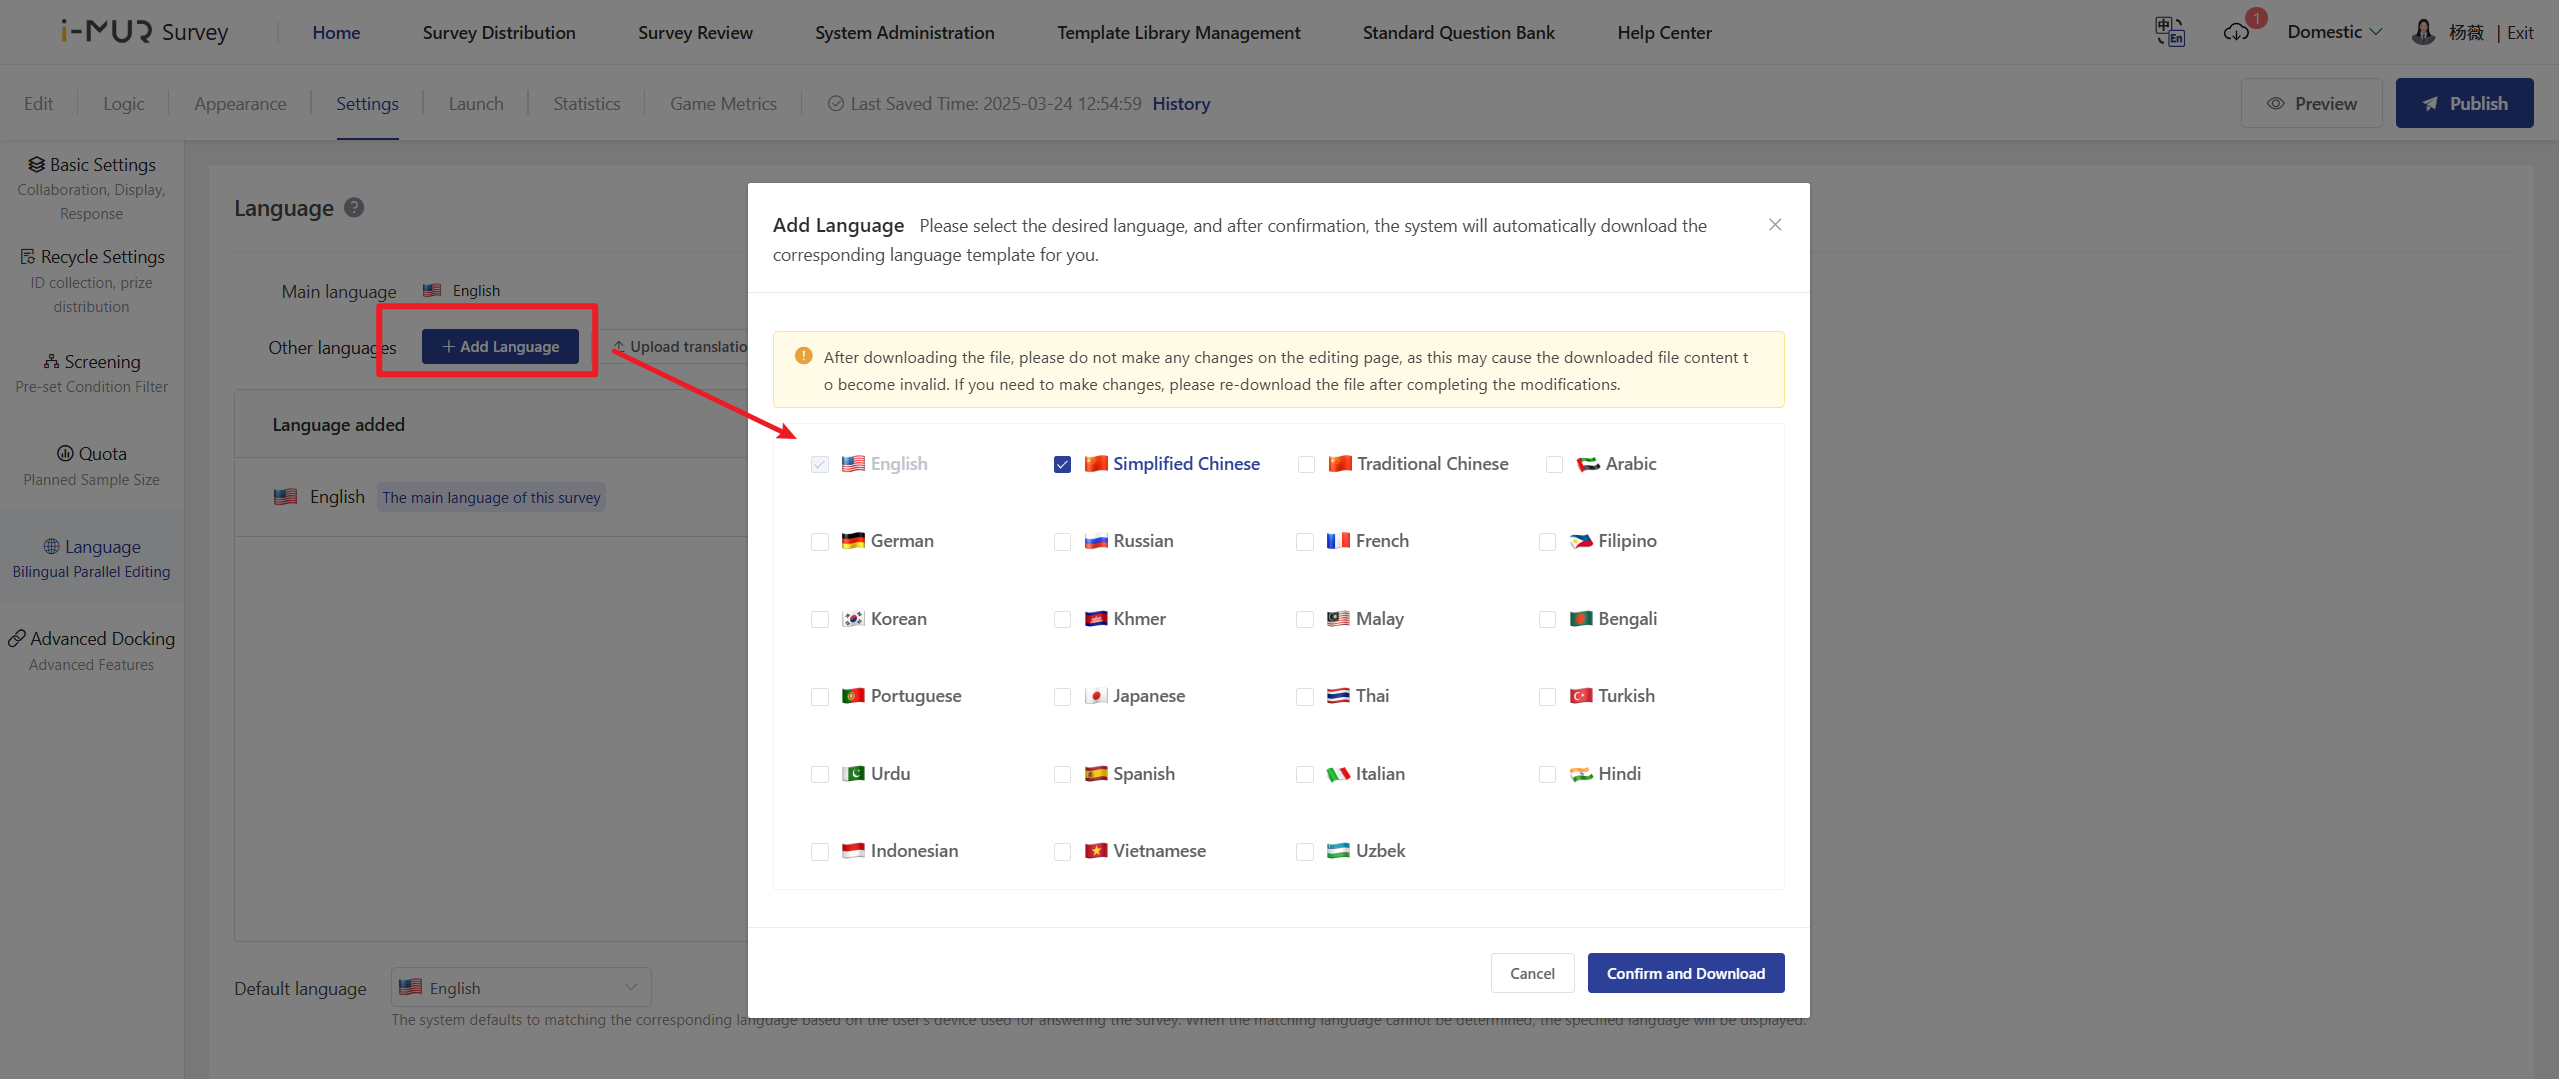 i-MUR Survey
Home
Survey Distribution
Survey Review
System Administration
Template Library Management
Standard Question Bank
Help Center
中 En
1
Domestic
杨薇 | Exit
Edit
Logic
Appearance
Settings
Launch
Statistics
Game Metrics
Last Saved Time: 2025-03-24 12:54:59 History
Preview
Publish
Basic Settings
Collaboration, Display,
Response
Recycle Settings
ID collection, prize
distribution
Screening
Pre-set Condition Filter
Quota
Planned Sample Size
Language
Bilingual Parallel Editing
Advanced Docking
Advanced Features
Language ?
Main language English
Other languages + Add Language Upload translatio
Language added
English The main language of this survey
Default language English
The system defaults to matching the corresponding language based on the user's device used for answering the survey. When the matching language cannot be determined, the specified language will be displayed.
Add Language Please select the desired language, and after confirmation, the system will automatically download the
corresponding language template for you.
After downloading the file, please do not make any changes on the editing page, as this may cause the downloaded file content t
o become invalid. If you need to make changes, please re-download the file after completing the modifications.
English Simplified Chinese Traditional Chinese Arabic
German Russian French Filipino
Korean Khmer Malay Bengali
Portuguese Japanese Thai Turkish
Urdu Spanish Italian Hindi
Indonesian Vietnamese Uzbek
Cancel Confirm and Download